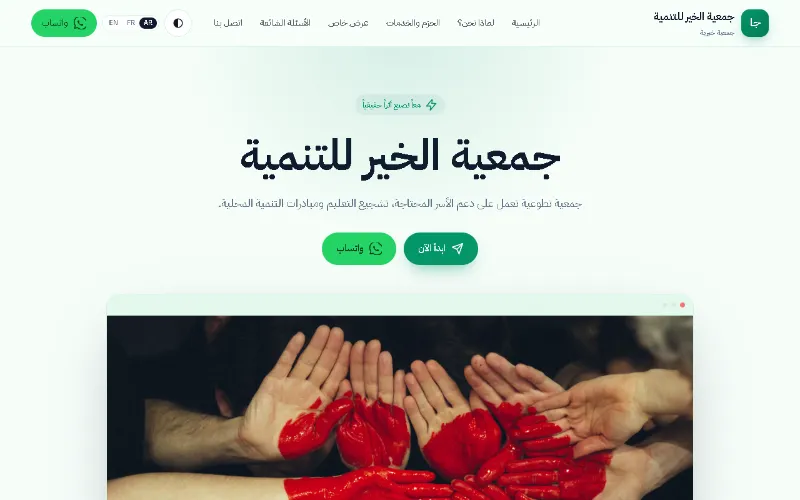 جا
جمعية الخير للتنمية
جمعية خيرية
الرئيسية
لماذا نحن؟
الحزم والخدمات
عرض خاص
الأسئلة الشائعة
اتصل بنا
AR
FR
EN
واتساب
معاً نصنع أثراً حقيقياً
جمعية الخير للتنمية
جمعية تطوعية تعمل على دعم الأسر المحتاجة، تشجيع التعليم ومبادرات التنمية المحلية.
ابدأ الآن
واتساب